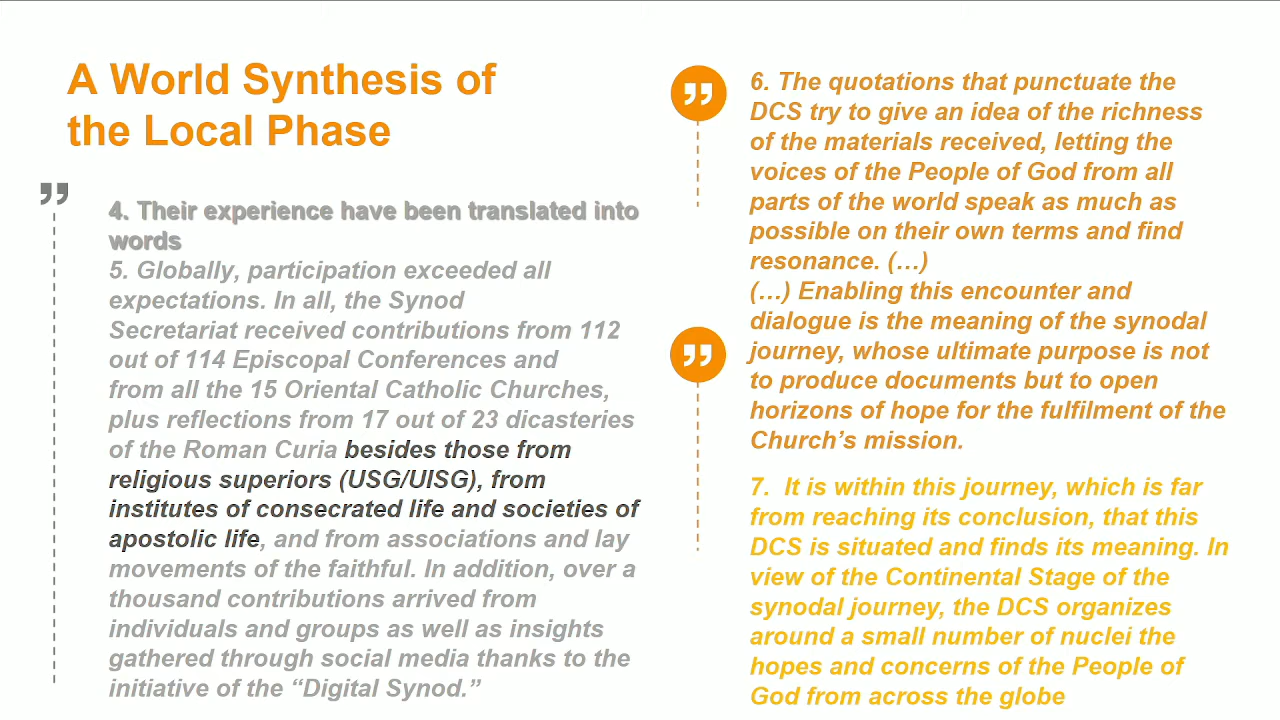 A World Synthesis of
the Local Phase
4. Their experience have been translated into
words
5. Globally, participation exceeded all
expectations. In all, the Synod
Secretariat received contributions from 112
out of 114 Episcopal Conferences and
from all the 15 Oriental Catholic Churches,
plus reflections from 17 out of 23 dicasteries
of the Roman Curia besides those from
religious superiors (USG/UISG), from
institutes of consecrated life and societies of
apostolic life, and from associations and lay
movements of the faithful. In addition, over a
thousand contributions arrived from
individuals and groups as well as insights
gathered through social media thanks to the
initiative of the “Digital Synod.”
6. The quotations that punctuate the
DCS try to give an idea of the richness
of the materials received, letting the
voices of the People of God from all
parts of the world speak as much as
possible on their own terms and find
resonance. (…)
(…) Enabling this encounter and
dialogue is the meaning of the synodal
journey, whose ultimate purpose is not
to produce documents but to open
horizons of hope for the fulfilment of the
Church’s mission.
7.  It is within this journey, which is far
from reaching its conclusion, that this
DCS is situated and finds its meaning. In
view of the Continental Stage of the
synodal journey, the DCS organizes
around a small number of nuclei the
hopes and concerns of the People of
God from across the globe